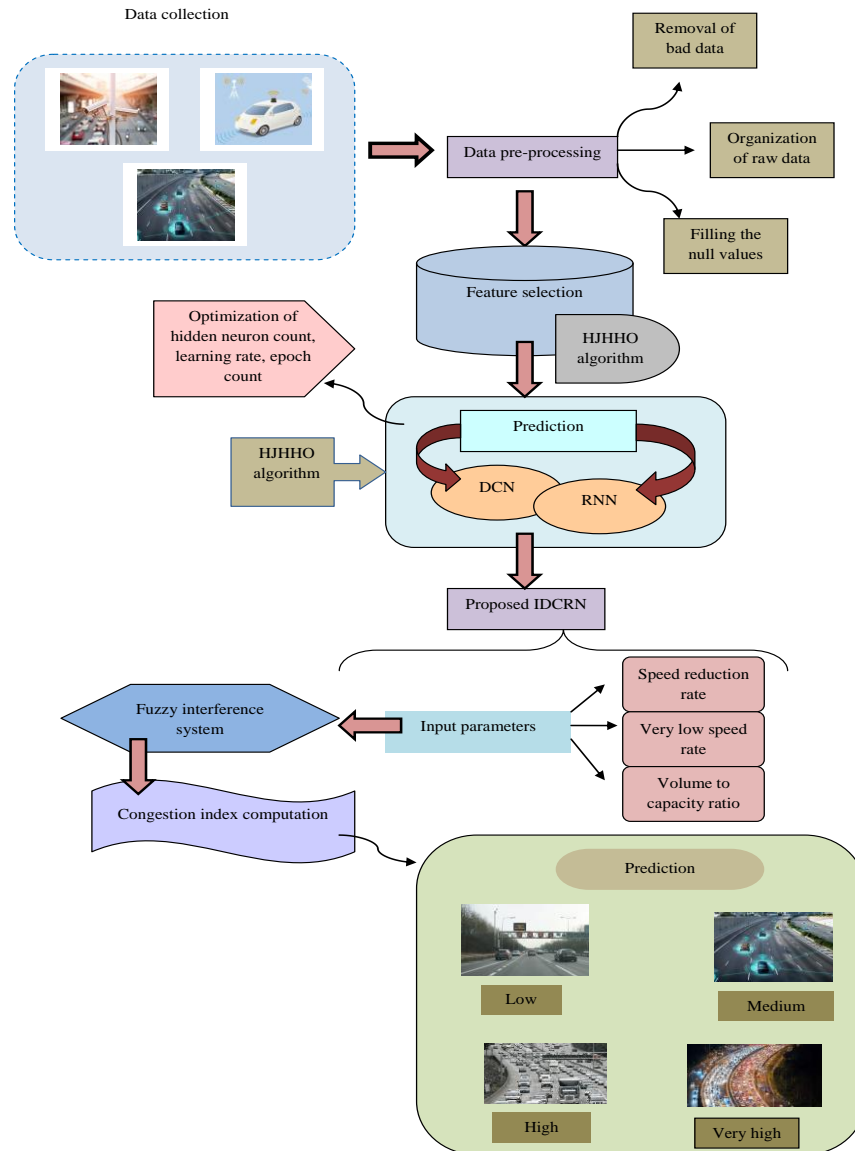 Data collection
Removal of
bad data
Data pre-processing
Organization
of raw data
Filling the
null values
Feature selection
HJHHO
algorithm
Optimization of
hidden neuron count,
learning rate, epoch
count
Prediction
HJHHO
algorithm
DCN
RNN
Proposed IDCRN
Speed reduction
rate
Fuzzy interference
system
Input parameters
Very low speed
rate
Volume to
capacity ratio
Congestion index computation
Prediction
Low
Medium
High
Very high